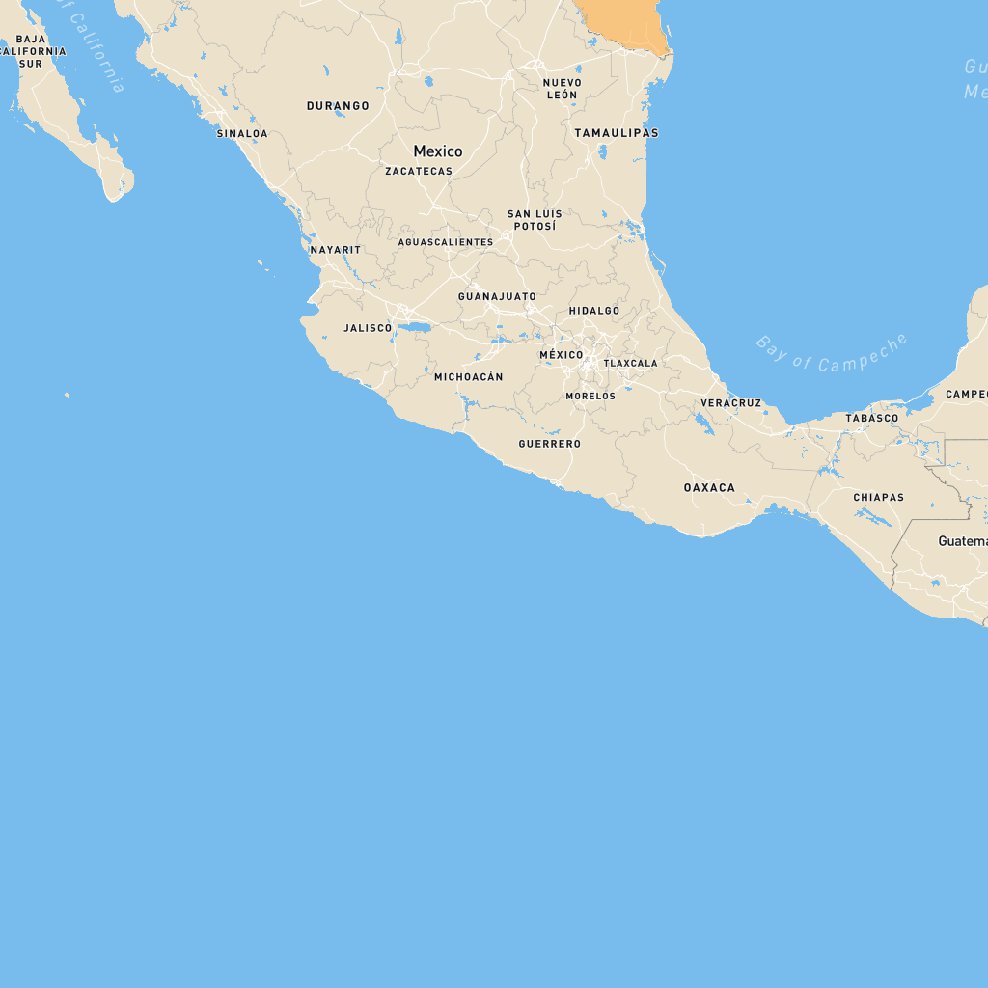 BAJA
CALIFORNIA
SUR
of California
Gu
Me
NUEVO
LEÓN
DURANGO
SINALOA
TAMAULIPAS
Mexico
ZACATECAS
SAN LUIS
POTOSÍ
NAYARIT
AGUASCALIENTES
GUANAJUATO
HIDALGO
JALISCO
Bay of Campeche
MÉXICO
TLAXCALA
MICHOACÁN
MORELOS
CAMPEC
VERACRUZ
TABASCO
GUERRERO
OAXACA
CHIAPAS
Guatema